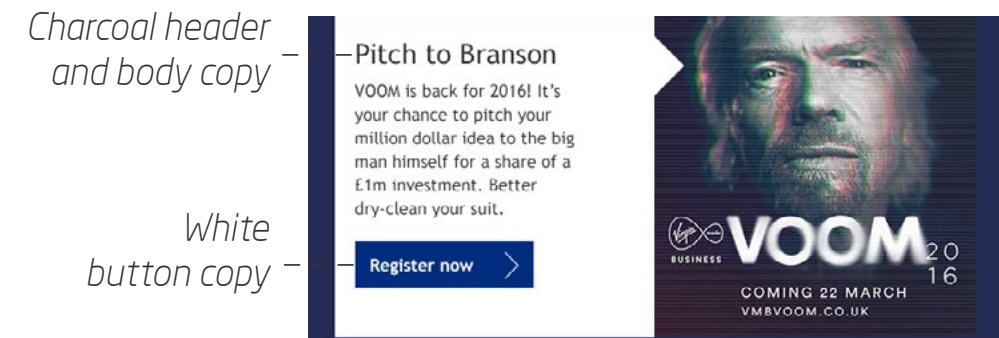 Charcoal header
and body copy
Pitch to Branson
VOOM is back for 2016! It's
your chance to pitch your
million dollar idea to the big
man himself for a share of a
£1m investment. Better
dry-clean your suit.
White
button copy
Register now
Virgin media
BUSINESS
VOOM
20
16
COMING 22 MARCH
VMBVOOM.CO.UK